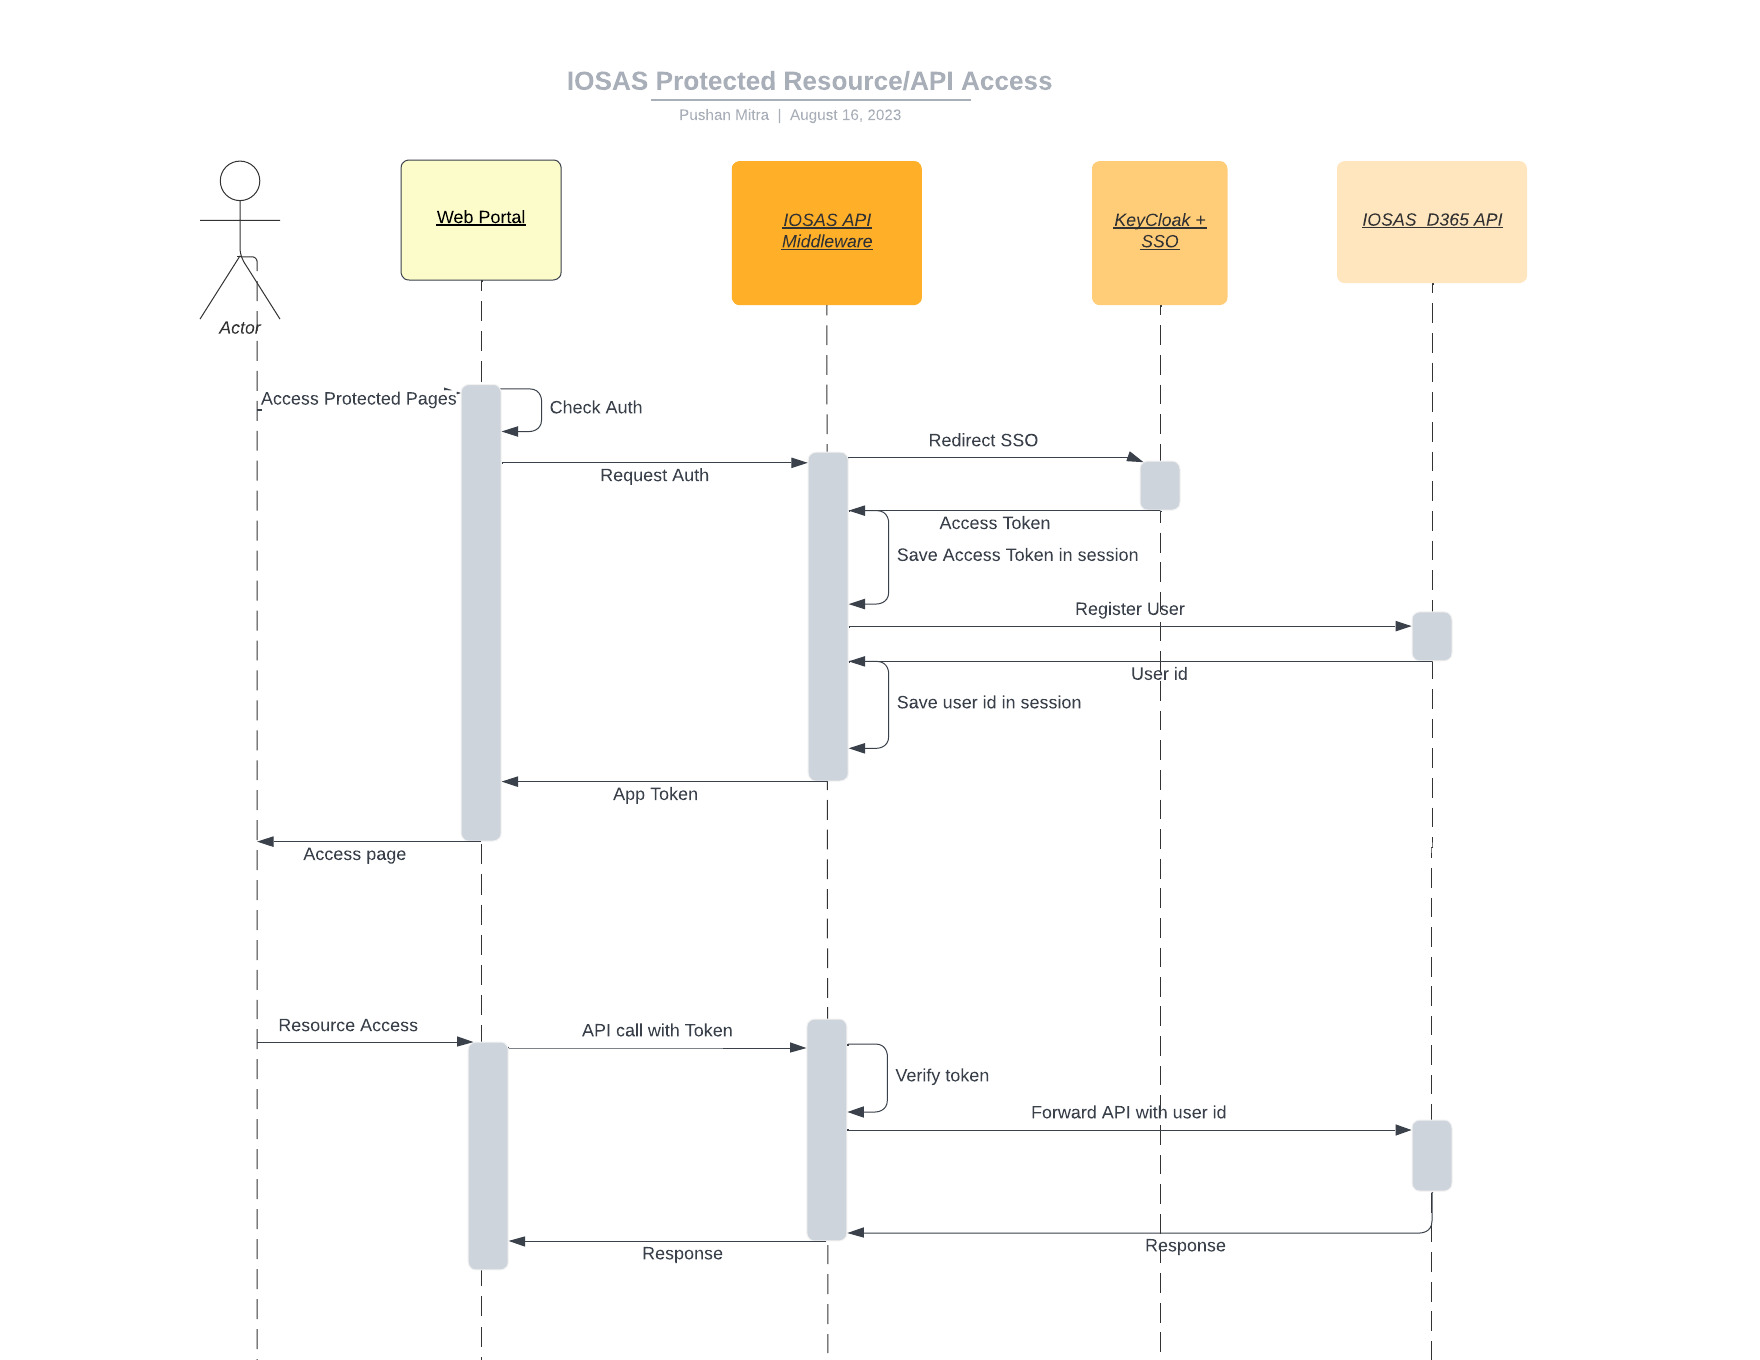 IOSAS Protected Resource/API Access
Pushan Mitra | August 16, 2023
Actor
Web Portal
IOSAS API
Middleware
KeyCloak +
SSO
IOSAS D365 API
Access Protected Pages
Check Auth
Redirect SSO
Request Auth
Access Token
Save Access Token in session
Register User
User id
Save user id in session
App Token
Access page
Resource Access
API call with Token
Verify token
Forward API with user id
Response
Response